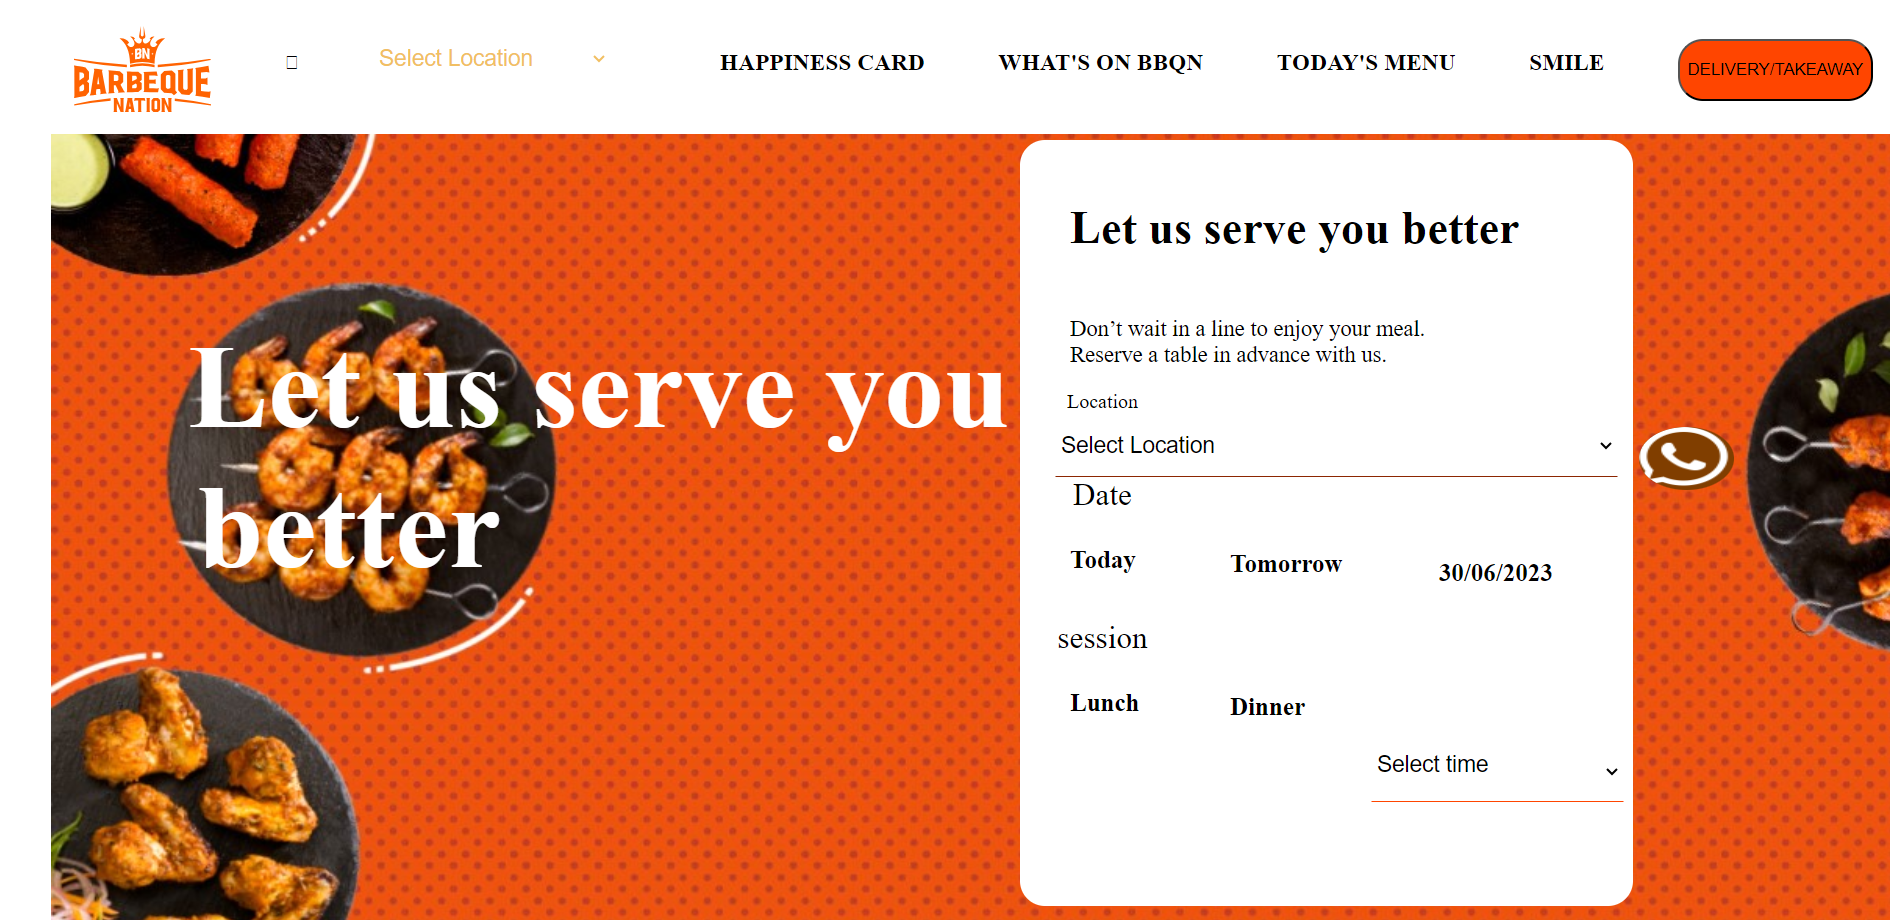 BN
BARBEQUE
NATION
Select Location
HAPPINESS CARD
WHAT'S ON BBQN
TODAY'S MENU
SMILE
DELIVERY/TAKEAWAY
Let us serve you
better
Let us serve you better
Don’t wait in a line to enjoy your meal.
Reserve a table in advance with us.
Location
Select Location
Date
Today
Tomorrow
30/06/2023
session
Lunch
Dinner
Select time